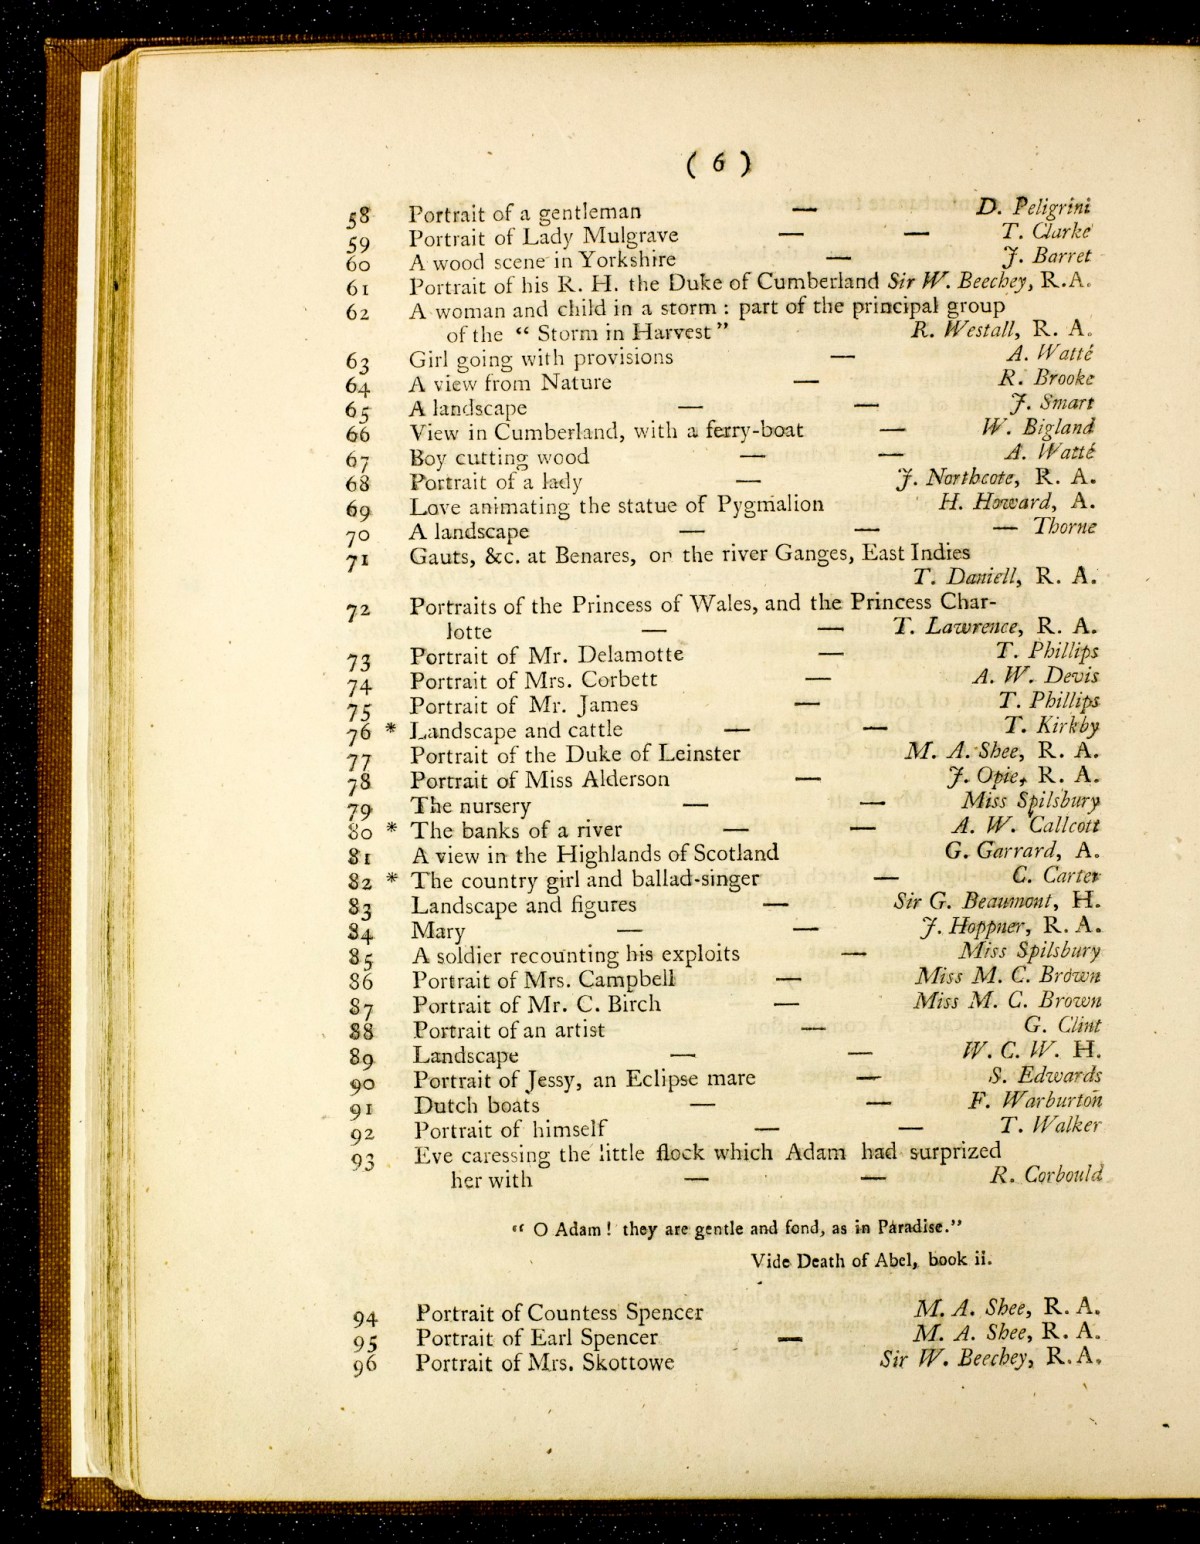 ( 6 )
58 Portrait of a gentleman — D. Peligrini
59 Portrait of Lady Mulgrave — — T. Clarke
60 A wood scene in Yorkshire — J. Barret
61 Portrait of his R. H. the Duke of Cumberland Sir W. Beechey, R.A.
62 A woman and child in a storm : part of the principal group
of the “ Storm in Harvest” R. Westall, R. A.
63 Girl going with provisions — A. Watté
64 A view from Nature — R. Brooke
65 A landscape — — J. Smart
66 View in Cumberland, with a ferry-boat — W. Bigland
67 Boy cutting wood — — A. Watté
68 Portrait of a lady — J. Northcote, R. A.
69 Love animating the statue of Pygmalion H. Howard, A.
70 A landscape — — — Thorne
71 Gauts, &c. at Benares, on the river Ganges, East Indies
T. Daniell, R. A.
72 Portraits of the Princess of Wales, and the Princess Char-
lotte — — T. Lawrence, R. A.
73 Portrait of Mr. Delamotte — T. Phillips
74 Portrait of Mrs. Corbett — A. W. Devis
75 Portrait of Mr. James — T. Phillips
76 * Landscape and cattle — — T. Kirkby
77 Portrait of the Duke of Leinster M. A. Shee, R. A.
78 Portrait of Miss Alderson — J. Opie, R. A.
79 The nursery — — Miss Spilsbury
80 * The banks of a river — — A. W. Callcott
81 A view in the Highlands of Scotland G. Garrard, A.
82 * The country girl and ballad-singer — C. Carter
83 Landscape and figures — Sir G. Beaumont, H.
84 Mary — — J. Hoppner, R. A.
85 A soldier recounting his exploits — Miss Spilsbury
86 Portrait of Mrs. Campbell — Miss M. C. Brown
87 Portrait of Mr. C. Birch — Miss M. C. Brown
88 Portrait of an artist — G. Clint
89 Landscape — — W. C. W. H.
90 Portrait of Jessy, an Eclipse mare — S. Edwards
91 Dutch boats — — F. Warburton
92 Portrait of himself — — T. Walker
93 Eve caressing the little flock which Adam had surprized
her with — — R. Corbould
“ O Adam ! they are gentle and fond, as in Paradise.”
Vide Death of Abel, book ii.
94 Portrait of Countess Spencer M. A. Shee, R. A.
95 Portrait of Earl Spencer — M. A. Shee, R. A.
96 Portrait of Mrs. Skottowe Sir W. Beechey, R. A.